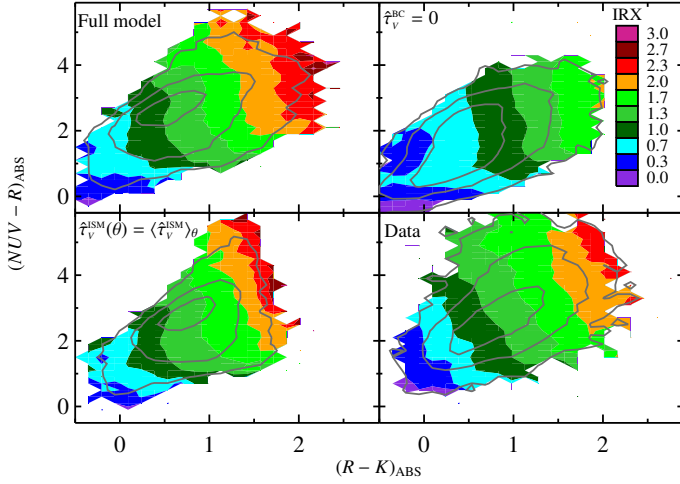 Full model
τ̂_V^BC = 0
IRX
3.0
2.7
2.3
2.0
1.7
1.3
1.0
0.7
0.3
0.0
4
2
0
(NUV − R)ABS
τ̂_V^ISM(θ) = ⟨τ̂_V^ISM⟩_θ
Data
4
2
0
0 1 2 0 1 2
(R − K)ABS